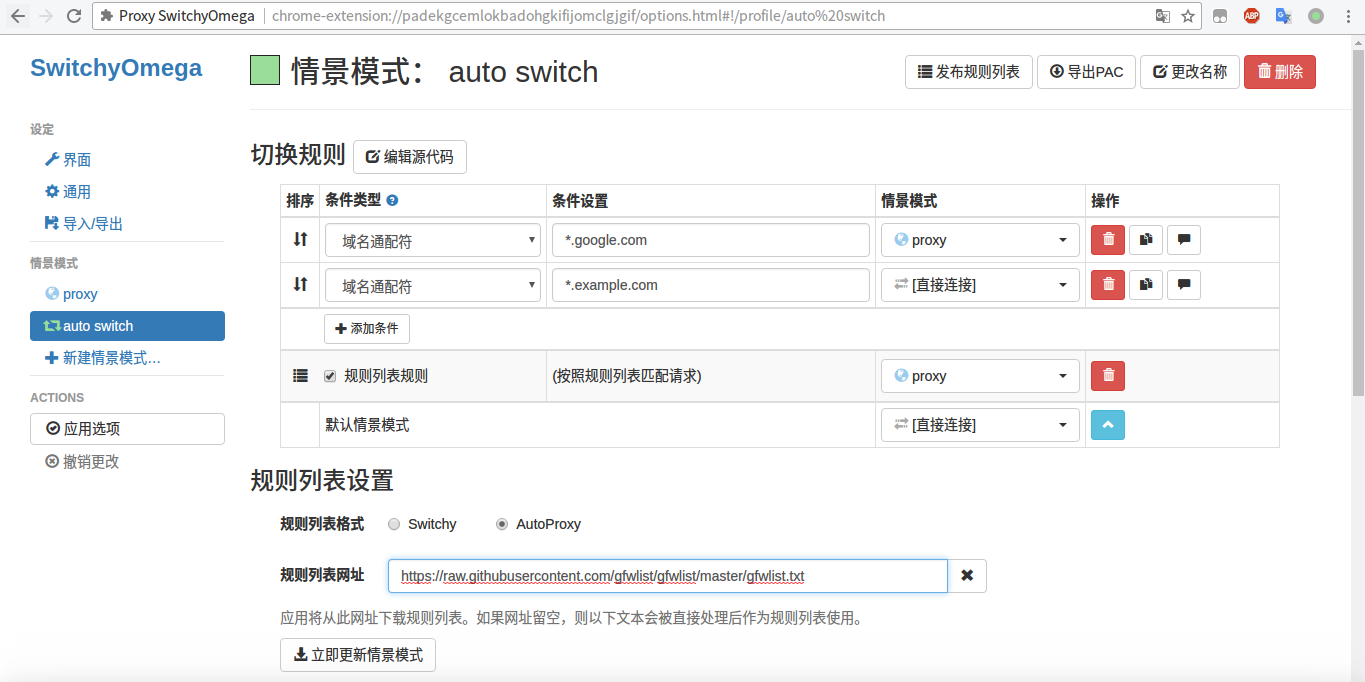 Proxy SwitchyOmega chrome-extension://padekgcemlokbadohgkifijomclgjgif/options.html#!/profile/auto%20switch
ABP
SwitchyOmega
情景模式： auto switch
发布规则列表 导出PAC 更改名称 删除
设定
界面
通用
导入/导出
情景模式
proxy
auto switch
新建情景模式…
ACTIONS
应用选项
撤销更改
切换规则 编辑源代码
排序 条件类型 条件设置 情景模式 操作
域名通配符 *.google.com proxy
域名通配符 *.example.com [直接连接]
添加条件
规则列表规则 (按照规则列表匹配请求) proxy
默认情景模式 [直接连接]
规则列表设置
规则列表格式 Switchy AutoProxy
规则列表网址 https://raw.githubusercontent.com/gfwlist/gfwlist/master/gfwlist.txt
应用将从此网址下载规则列表。如果网址留空，则以下文本会被直接处理后作为规则列表使用。
立即更新情景模式